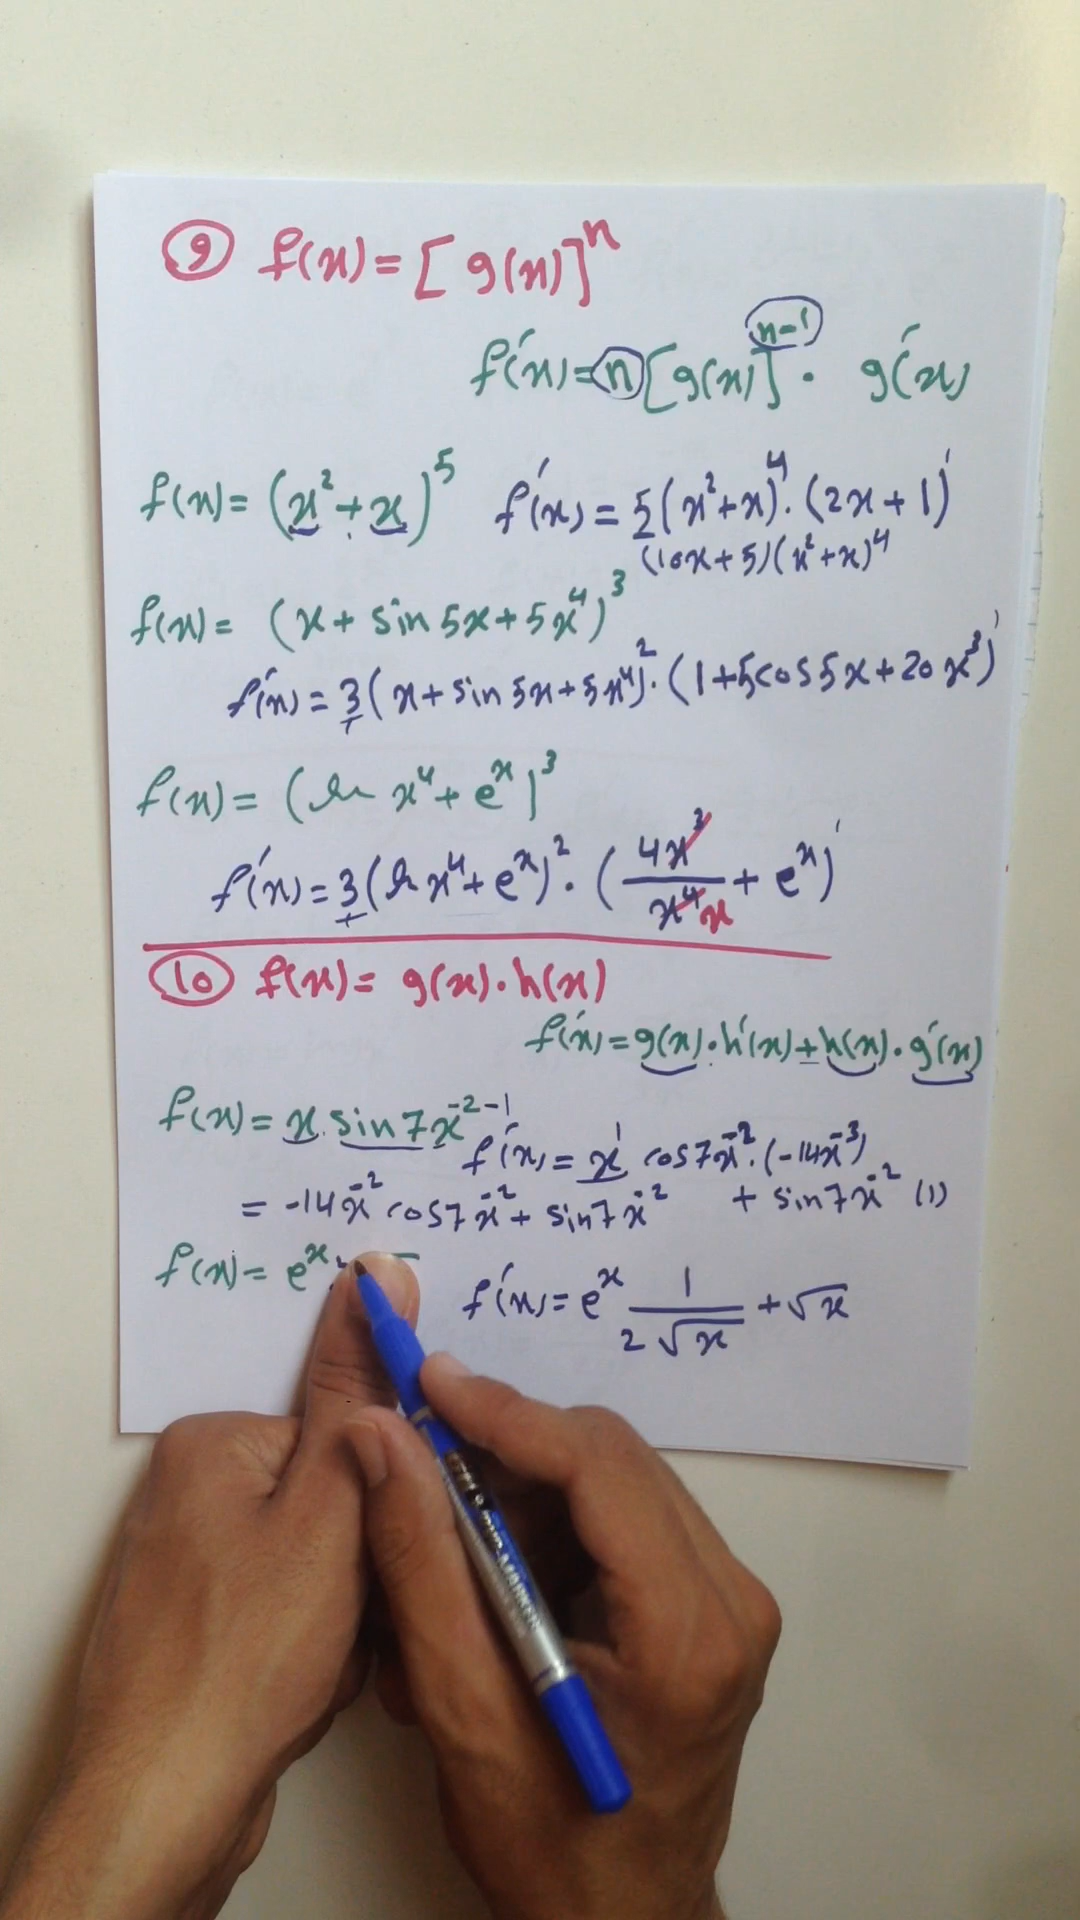 9 f(x) = [g(x)]^n
f'(x) = n[g(x)]^{n-1} · g'(x)
f(x) = (x² + x)^5 f'(x) = 5(x²+x)^4 · (2x + 1)'
(10x + 5)(x² + x)^4
f(x) = (x + sin 5x + 5x^4)^3
f'(x) = 3(x + sin 5x + 5x^4)^2 · (1 + 5cos 5x + 20x^3)'
f(x) = (ln x^4 + e^x)^3
f'(x) = 3(ln x^4 + e^x)^2 · (4x^3 / x^4 x + e^x)'
10 f(x) = g(x) · h(x)
f'(x) = g(x) · h'(x) + h(x) · g'(x)
f(x) = x sin 7x^{-2-1}
f'(x) = x^1 cos 7x^{-2} · (-14x^{-3})
= -14x^{-2} cos 7x^{-2} + sin 7x^{-2} + sin 7x^{-2} (1)
f(x) = e^x f'(x) = e^x 1 / 2√x + √x